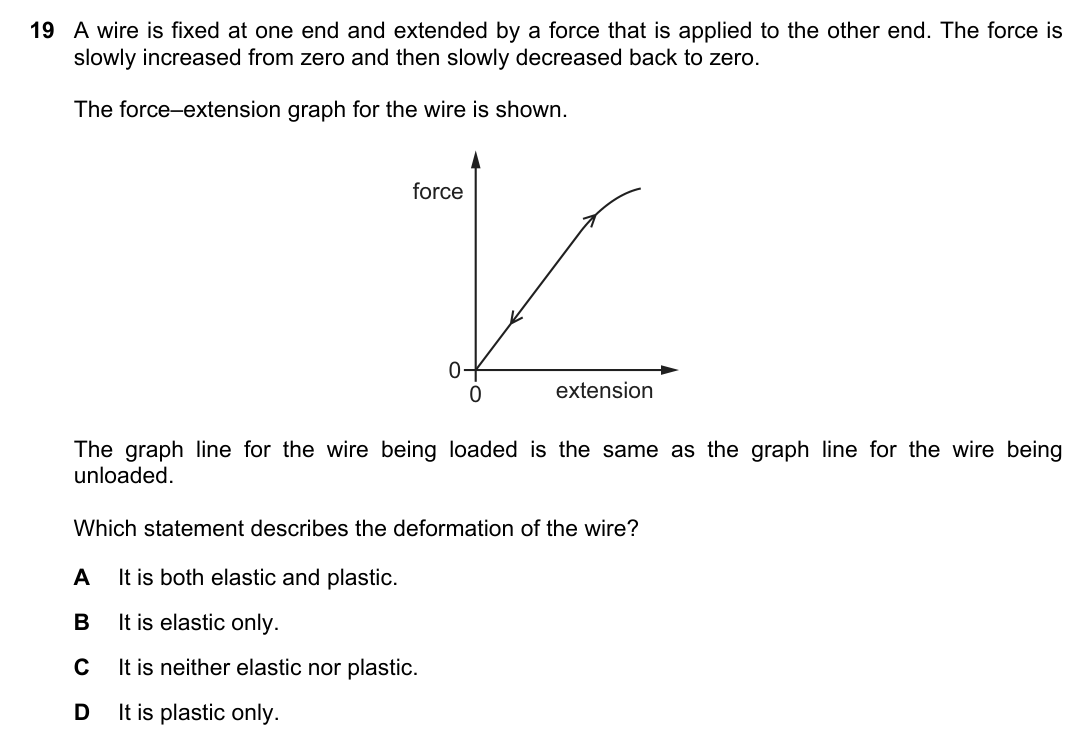 19 A wire is fixed at one end and extended by a force that is applied to the other end. The force is
slowly increased from zero and then slowly decreased back to zero.
The force–extension graph for the wire is shown.
force
0
0
extension
The graph line for the wire being loaded is the same as the graph line for the wire being
unloaded.
Which statement describes the deformation of the wire?
A It is both elastic and plastic.
B It is elastic only.
C It is neither elastic nor plastic.
D It is plastic only.